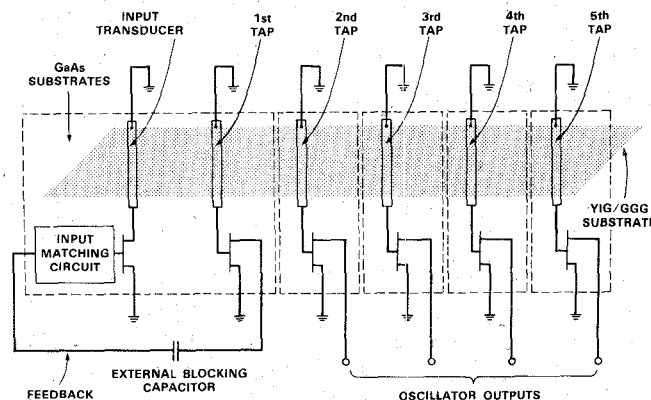 INPUT
TRANSDUCER
1st
TAP
2nd
TAP
3rd
TAP
4th
TAP
5th
TAP
GaAs
SUBSTRATES
YIG/GGG
SUBSTRATE
INPUT
MATCHING
CIRCUIT
EXTERNAL BLOCKING
CAPACITOR
FEEDBACK
OSCILLATOR OUTPUTS